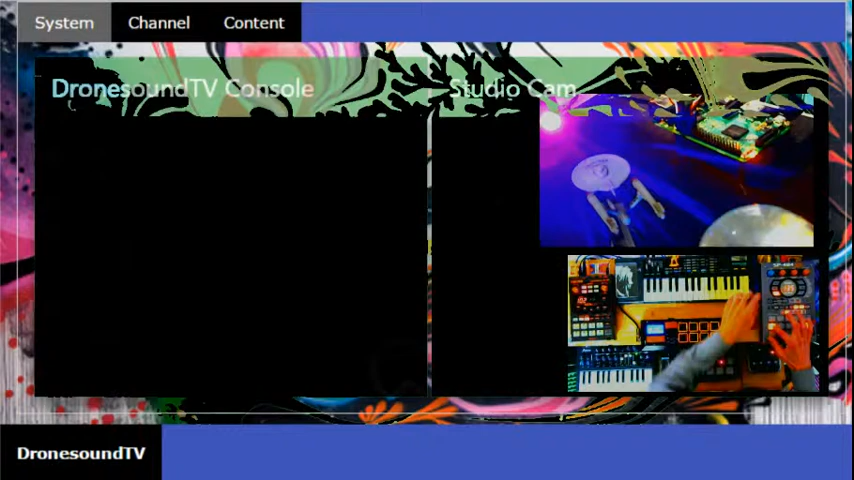 System Channel Content
DronesoundTV Console
Studio Cam
DronesoundTV